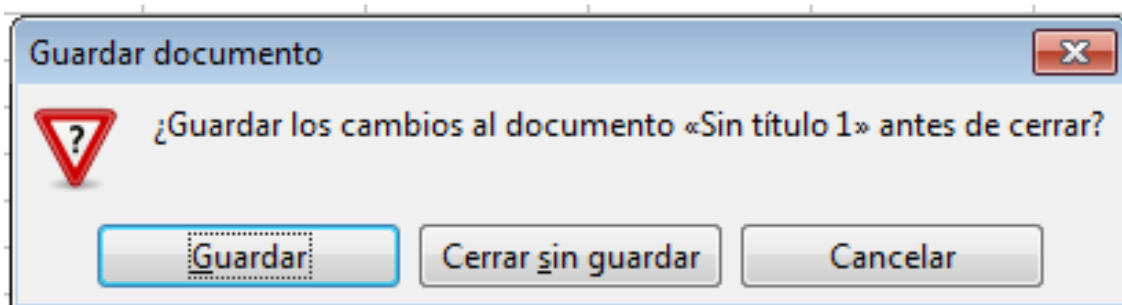 Guardar documento
¿Guardar los cambios al documento «Sin título 1» antes de cerrar?
Guardar
Cerrar sin guardar
Cancelar